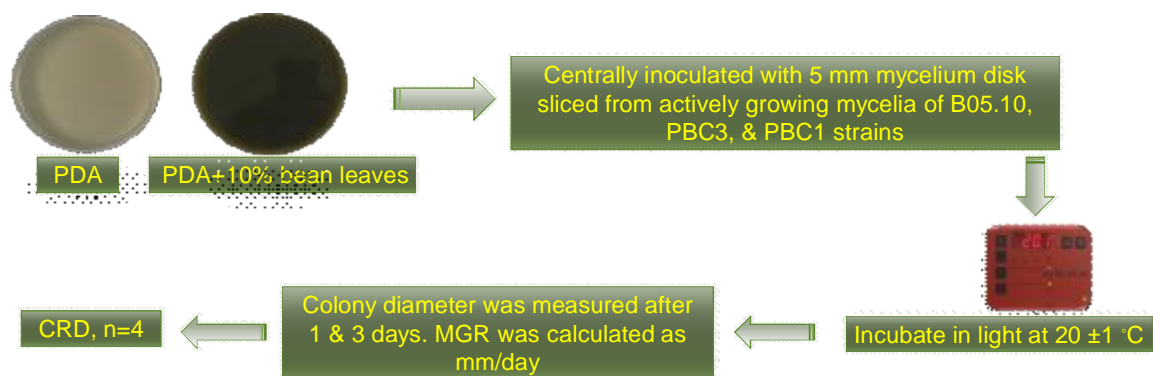 PDA
PDA+10% bean leaves
Centrally inoculated with 5 mm mycelium disk
sliced from actively growing mycelia of B05.10,
PBC3, & PBC1 strains
Incubate in light at 20 ±1 °C
Colony diameter was measured after
1 & 3 days. MGR was calculated as
mm/day
CRD, n=4